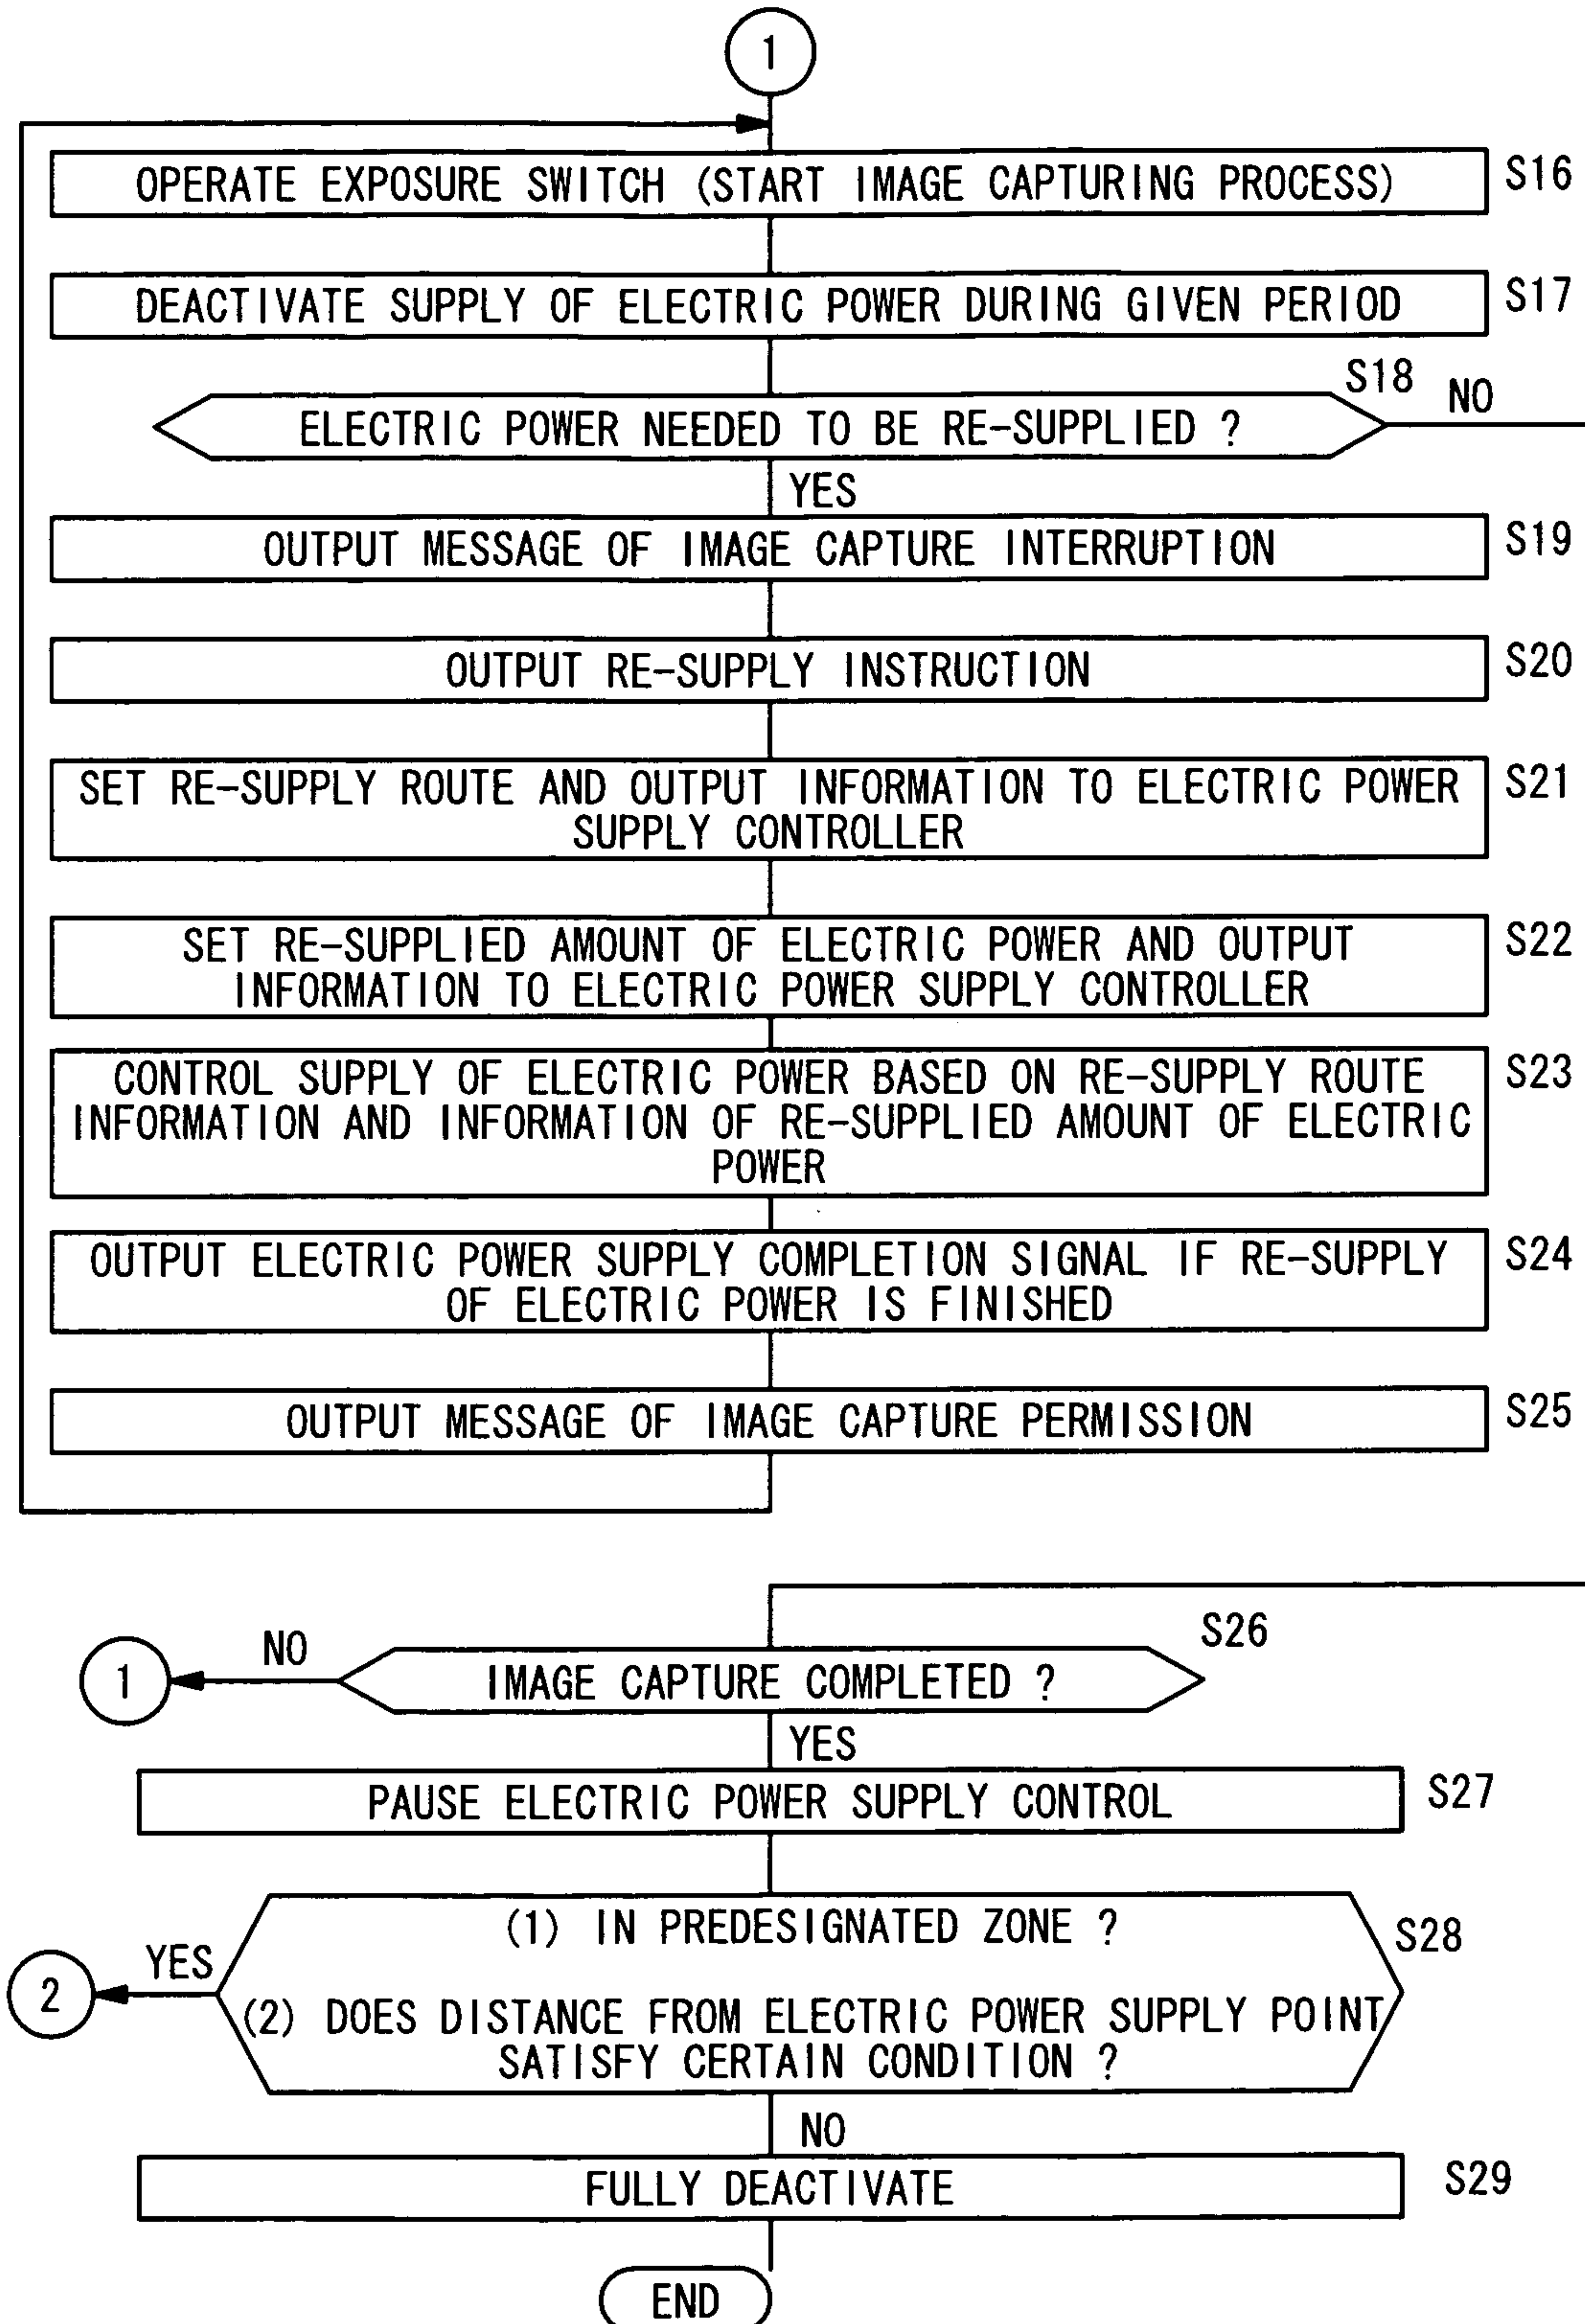 1
OPERATE EXPOSURE SWITCH (START IMAGE CAPTURING PROCESS)
S16
DEACTIVATE SUPPLY OF ELECTRIC POWER DURING GIVEN PERIOD
S17
S18
NO
ELECTRIC POWER NEEDED TO BE RE-SUPPLIED ?
YES
OUTPUT MESSAGE OF IMAGE CAPTURE INTERRUPTION
S19
OUTPUT RE-SUPPLY INSTRUCTION
S20
SET RE-SUPPLY ROUTE AND OUTPUT INFORMATION TO ELECTRIC POWER
SUPPLY CONTROLLER
S21
SET RE-SUPPLIED AMOUNT OF ELECTRIC POWER AND OUTPUT
INFORMATION TO ELECTRIC POWER SUPPLY CONTROLLER
S22
CONTROL SUPPLY OF ELECTRIC POWER BASED ON RE-SUPPLY ROUTE
INFORMATION AND INFORMATION OF RE-SUPPLIED AMOUNT OF ELECTRIC
POWER
S23
OUTPUT ELECTRIC POWER SUPPLY COMPLETION SIGNAL IF RE-SUPPLY
OF ELECTRIC POWER IS FINISHED
S24
OUTPUT MESSAGE OF IMAGE CAPTURE PERMISSION
S25
S26
NO
1
IMAGE CAPTURE COMPLETED ?
YES
PAUSE ELECTRIC POWER SUPPLY CONTROL
S27
(1) IN PREDESIGNATED ZONE ?
S28
YES
2
(2) DOES DISTANCE FROM ELECTRIC POWER SUPPLY POINT
SATISFY CERTAIN CONDITION ?
NO
FULLY DEACTIVATE
S29
END